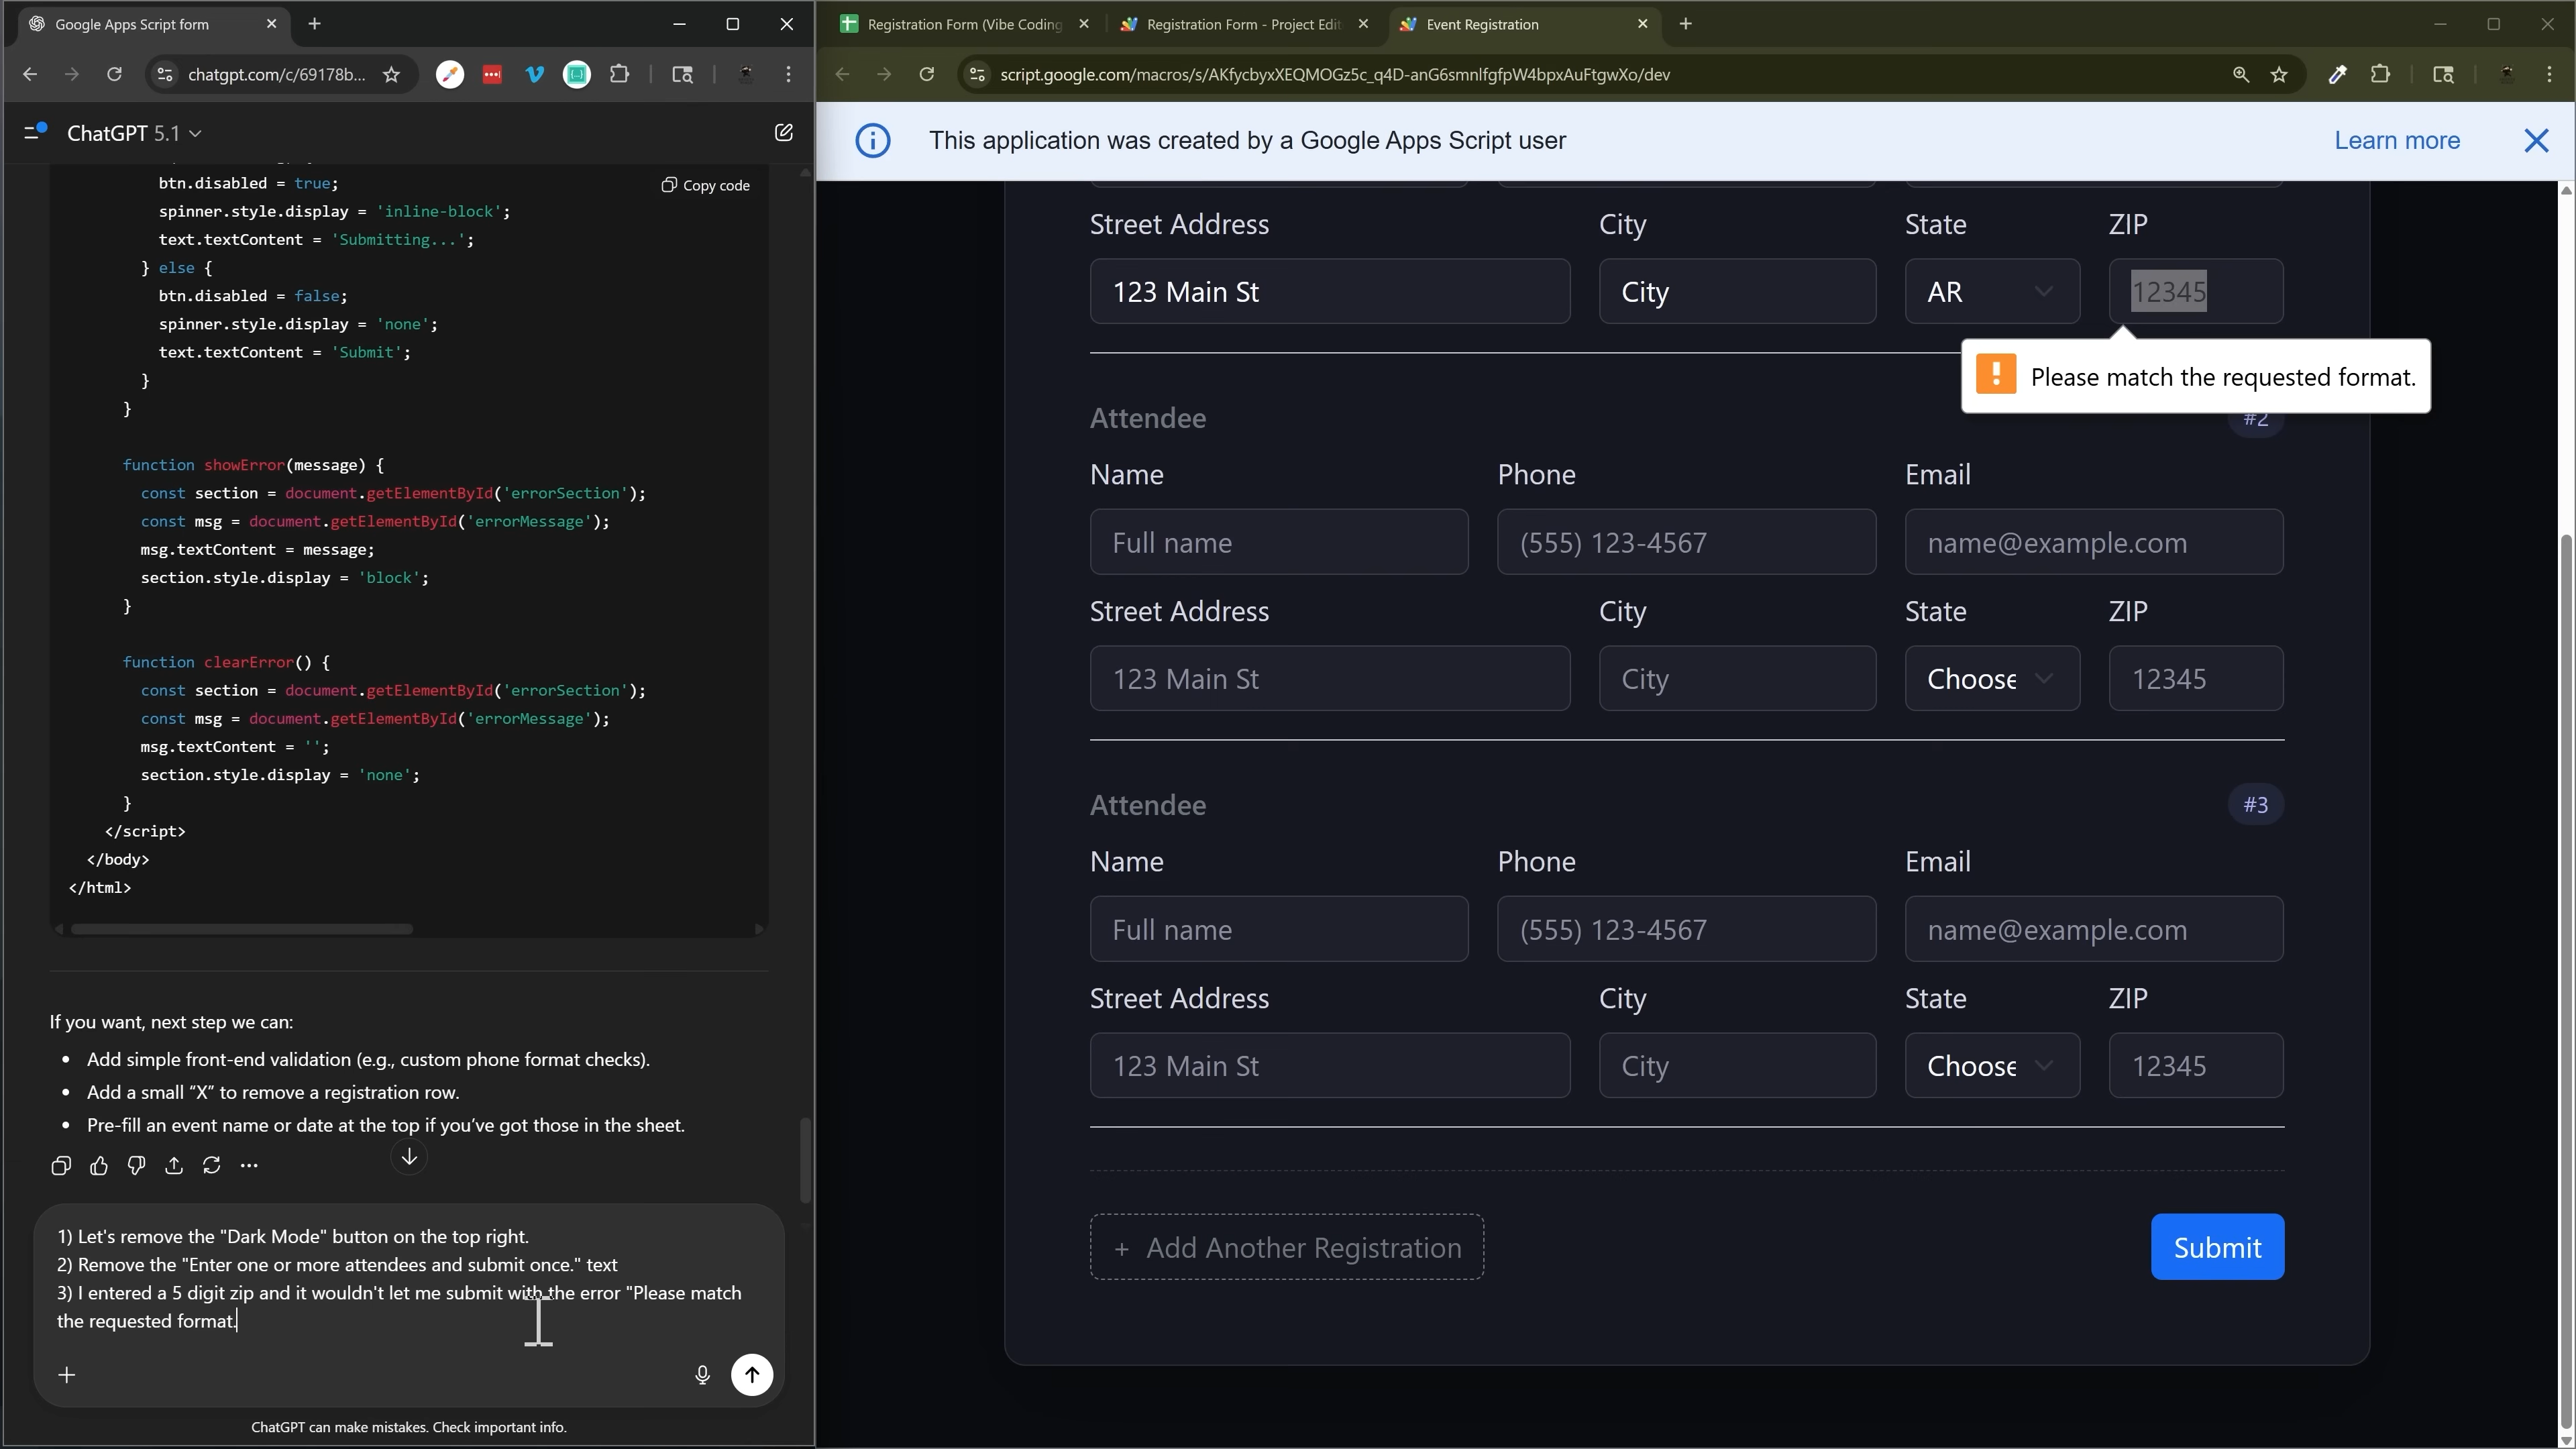 Google Apps Script form
chatgpt.com/c/69178b...
ChatGPT 5.1
Copy code
btn.disabled = true;
spinner.style.display = 'inline-block';
text.textContent = 'Submitting...';
} else {
btn.disabled = false;
spinner.style.display = 'none';
text.textContent = 'Submit';
}
}
function showError(message) {
const section = document.getElementById('errorSection');
const msg = document.getElementById('errorMessage');
msg.textContent = message;
section.style.display = 'block';
}
function clearError() {
const section = document.getElementById('errorSection');
const msg = document.getElementById('errorMessage');
msg.textContent = '';
section.style.display = 'none';
}
</script>
</body>
</html>
If you want, next step we can:
• Add simple front-end validation (e.g., custom phone format checks).
• Add a small “X” to remove a registration row.
• Pre-fill an event name or date at the top if you’ve got those in the sheet.
1) Let's remove the "Dark Mode" button on the top right.
2) Remove the "Enter one or more attendees and submit once." text
3) I entered a 5 digit zip and it wouldn't let me submit with the error "Please match
the requested format.
ChatGPT can make mistakes. Check important info.
Registration Form (Vibe Coding
Registration Form - Project Edit
Event Registration
script.google.com/macros/s/AKfycbyxXEQMOGz5c_q4D-anG6smnlfgfpW4bpxAuFtgwXo/dev
This application was created by a Google Apps Script user
Learn more
Street Address City State ZIP
123 Main St City AR 12345
Please match the requested format.
Attendee #2
Name Phone Email
Full name (555) 123-4567 name@example.com
Street Address City State ZIP
123 Main St City Choose 12345
Attendee #3
Name Phone Email
Full name (555) 123-4567 name@example.com
Street Address City State ZIP
123 Main St City Choose 12345
+ Add Another Registration Submit